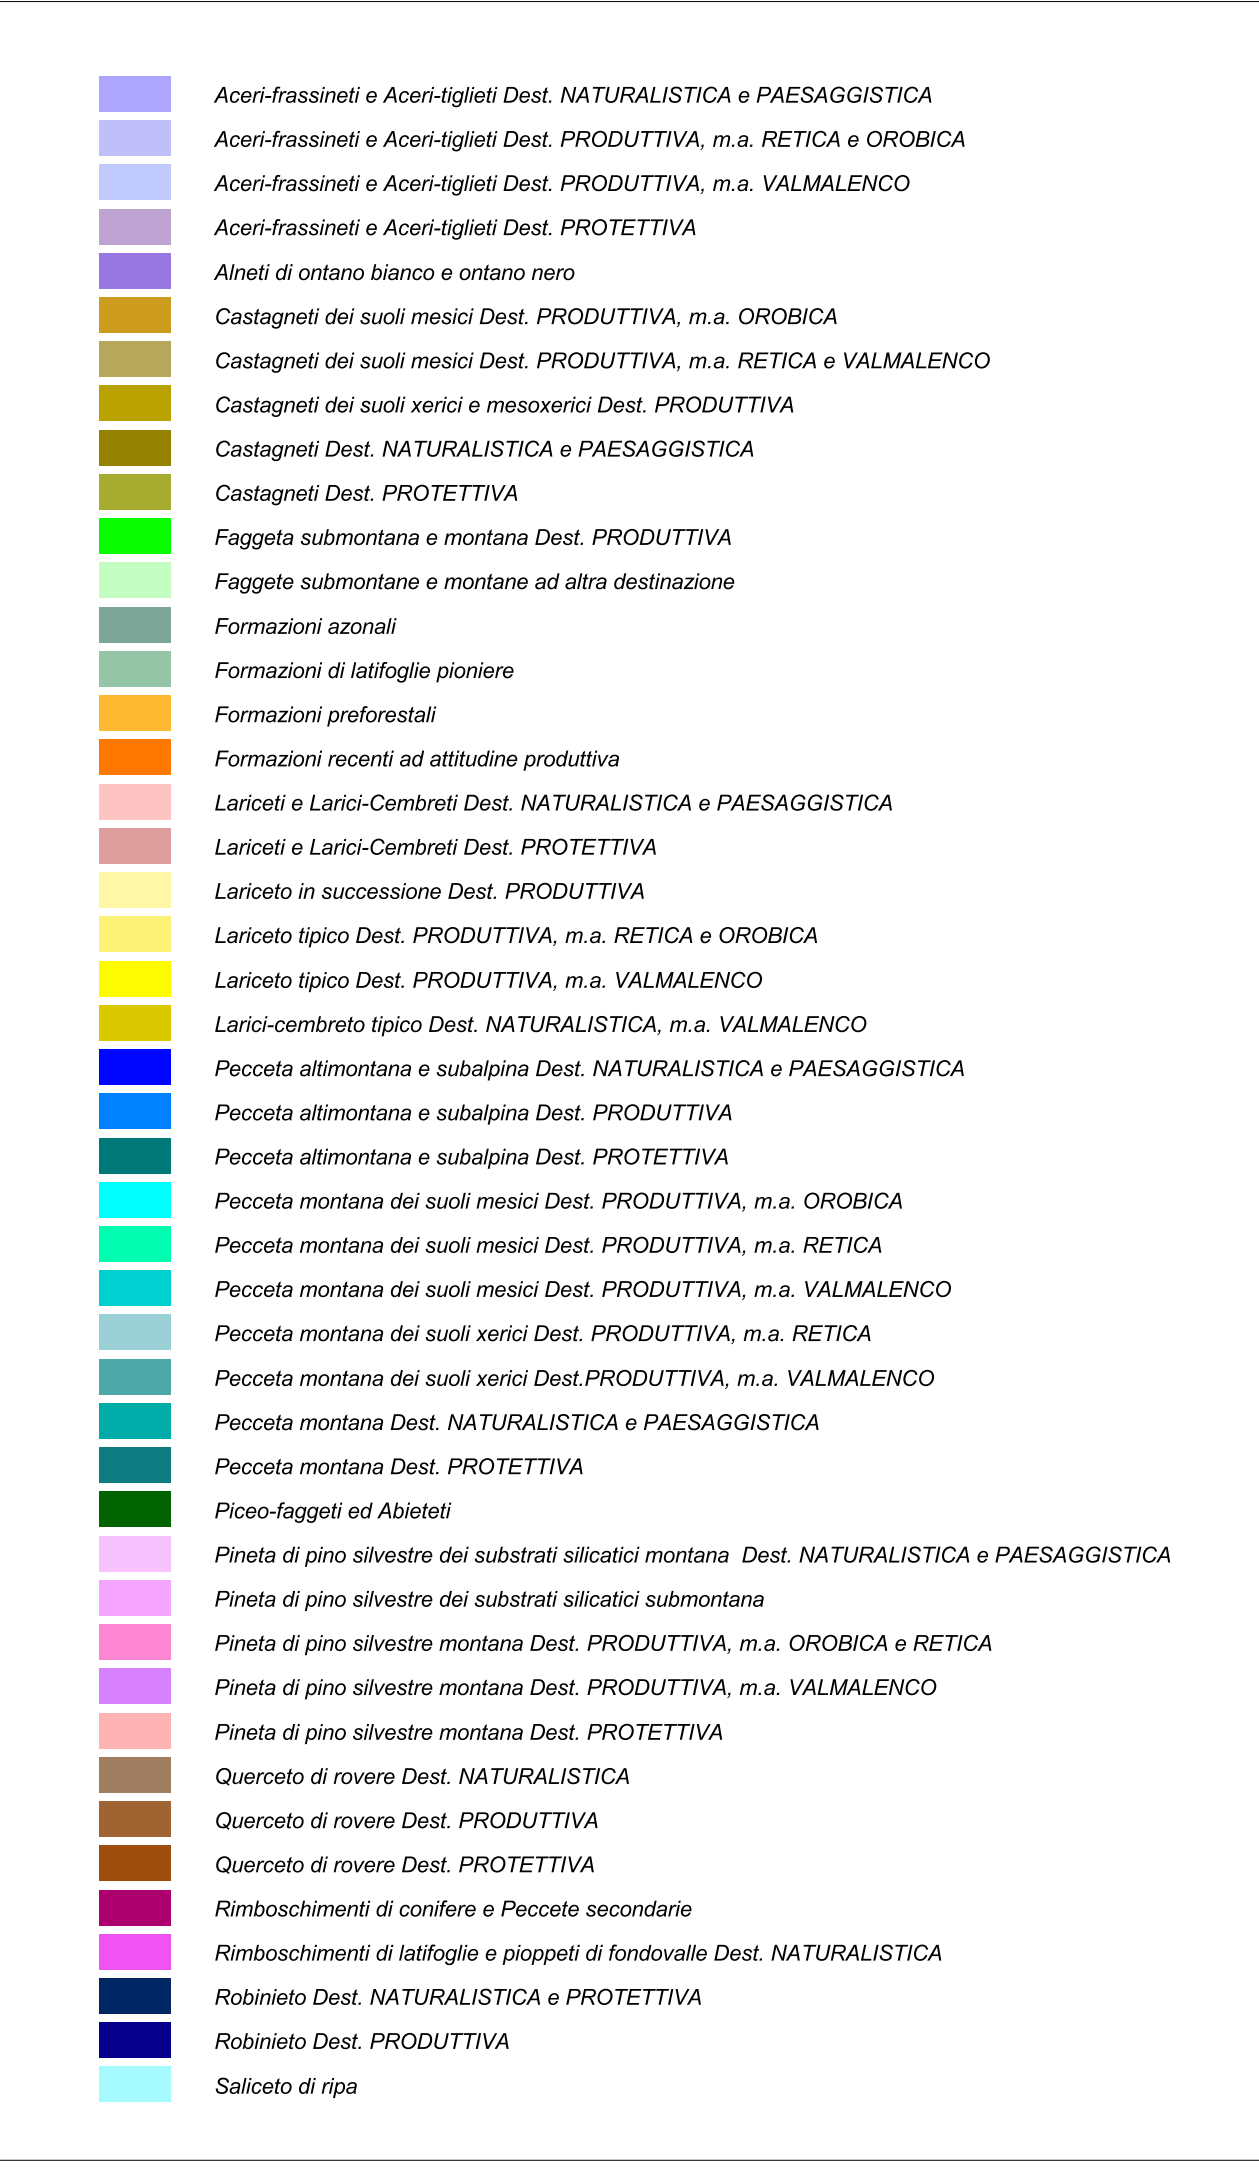 Aceri-frassineti e Aceri-tiglieti Dest. NATURALISTICA e PAESAGGISTICA
Aceri-frassineti e Aceri-tiglieti Dest. PRODUTTIVA, m.a. RETICA e OROBICA
Aceri-frassineti e Aceri-tiglieti Dest. PRODUTTIVA, m.a. VALMALENCO
Aceri-frassineti e Aceri-tiglieti Dest. PROTETTIVA
Alneti di ontano bianco e ontano nero
Castagneti dei suoli mesici Dest. PRODUTTIVA, m.a. OROBICA
Castagneti dei suoli mesici Dest. PRODUTTIVA, m.a. RETICA e VALMALENCO
Castagneti dei suoli xerici e mesoxerici Dest. PRODUTTIVA
Castagneti Dest. NATURALISTICA e PAESAGGISTICA
Castagneti Dest. PROTETTIVA
Faggeta submontana e montana Dest. PRODUTTIVA
Faggete submontane e montane ad altra destinazione
Formazioni azonali
Formazioni di latifoglie pioniere
Formazioni preforestali
Formazioni recenti ad attitudine produttiva
Lariceti e Larici-Cembreti Dest. NATURALISTICA e PAESAGGISTICA
Lariceti e Larici-Cembreti Dest. PROTETTIVA
Lariceto in successione Dest. PRODUTTIVA
Lariceto tipico Dest. PRODUTTIVA, m.a. RETICA e OROBICA
Lariceto tipico Dest. PRODUTTIVA, m.a. VALMALENCO
Larici-cembreto tipico Dest. NATURALISTICA, m.a. VALMALENCO
Pecceta altimontana e subalpina Dest. NATURALISTICA e PAESAGGISTICA
Pecceta altimontana e subalpina Dest. PRODUTTIVA
Pecceta altimontana e subalpina Dest. PROTETTIVA
Pecceta montana dei suoli mesici Dest. PRODUTTIVA, m.a. OROBICA
Pecceta montana dei suoli mesici Dest. PRODUTTIVA, m.a. RETICA
Pecceta montana dei suoli mesici Dest. PRODUTTIVA, m.a. VALMALENCO
Pecceta montana dei suoli xerici Dest. PRODUTTIVA, m.a. RETICA
Pecceta montana dei suoli xerici Dest.PRODUTTIVA, m.a. VALMALENCO
Pecceta montana Dest. NATURALISTICA e PAESAGGISTICA
Pecceta montana Dest. PROTETTIVA
Piceo-faggeti ed Abieteti
Pineta di pino silvestre dei substrati silicatici montana  Dest. NATURALISTICA e PAESAGGISTICA
Pineta di pino silvestre dei substrati silicatici submontana
Pineta di pino silvestre montana Dest. PRODUTTIVA, m.a. OROBICA e RETICA
Pineta di pino silvestre montana Dest. PRODUTTIVA, m.a. VALMALENCO
Pineta di pino silvestre montana Dest. PROTETTIVA
Querceto di rovere Dest. NATURALISTICA
Querceto di rovere Dest. PRODUTTIVA
Querceto di rovere Dest. PROTETTIVA
Rimboschimenti di conifere e Peccete secondarie
Rimboschimenti di latifoglie e pioppeti di fondovalle Dest. NATURALISTICA
Robinieto Dest. NATURALISTICA e PROTETTIVA
Robinieto Dest. PRODUTTIVA
Saliceto di ripa